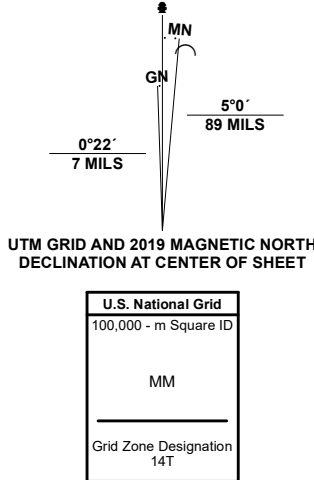 MN
GN
5°0´
89 MILS
0°22´
7 MILS
UTM GRID AND 2019 MAGNETIC NORTH
DECLINATION AT CENTER OF SHEET
U.S. National Grid
100,000 - m Square ID
MM
Grid Zone Designation
14T